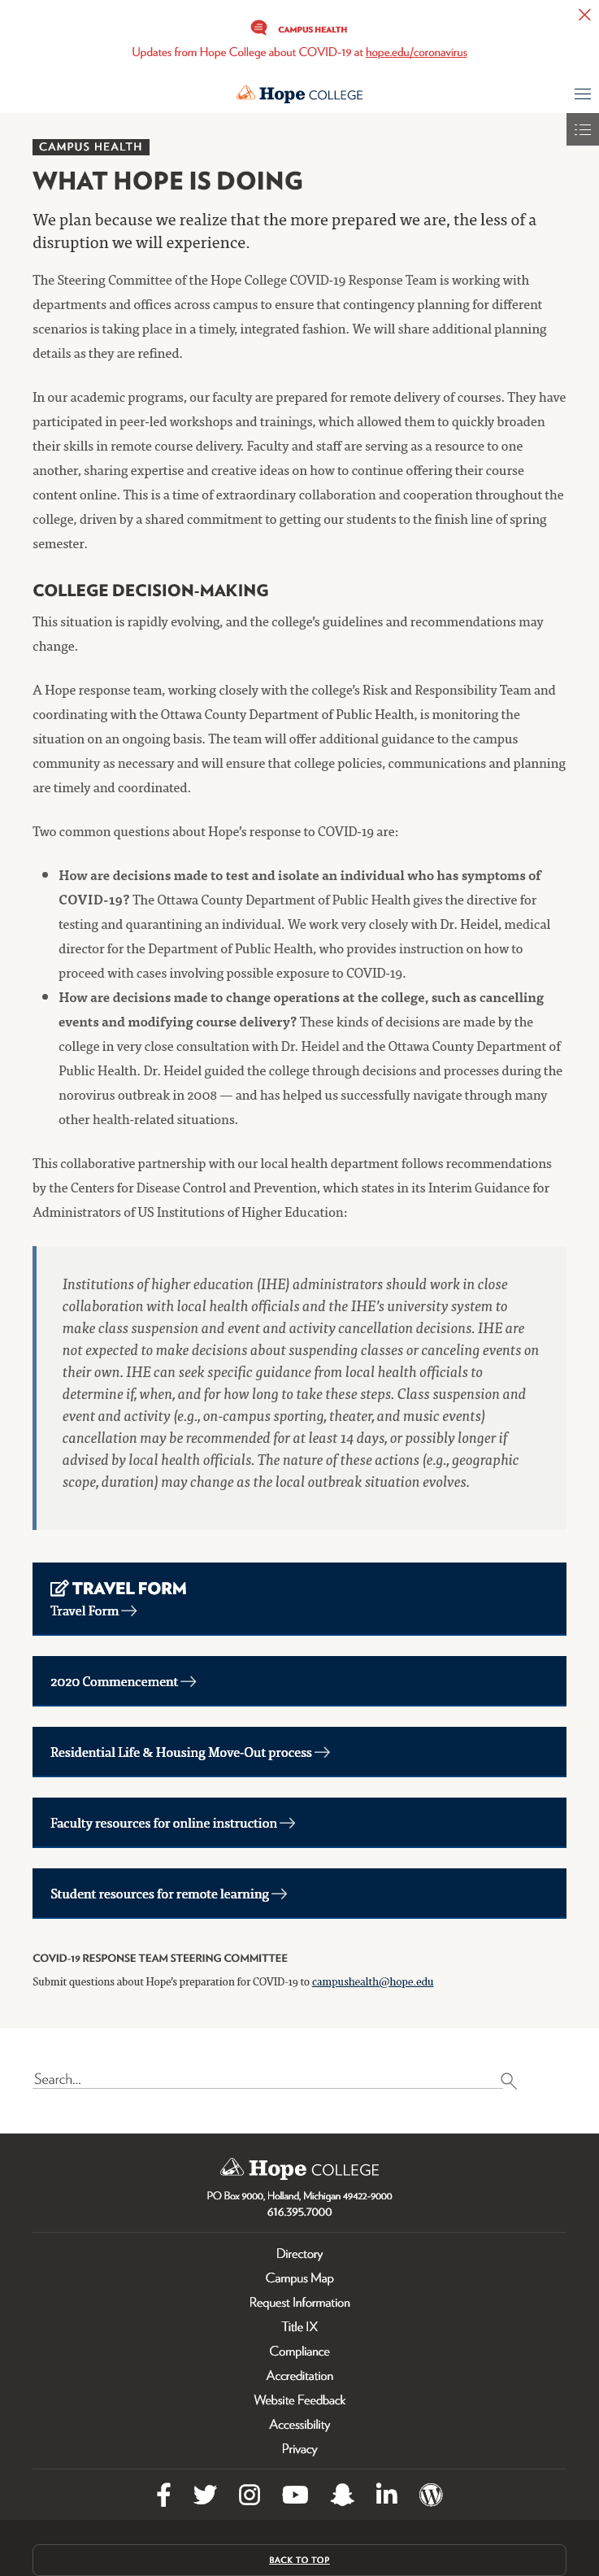 CAMPUS HEALTH
Updates from Hope College about COVID-19 at hope.edu/coronavirus
Hope COLLEGE
CAMPUS HEALTH
WHAT HOPE IS DOING
We plan because we realize that the more prepared we are, the less of a
disruption we will experience.
The Steering Committee of the Hope College COVID-19 Response Team is working with
departments and offices across campus to ensure that contingency planning for different
scenarios is taking place in a timely, integrated fashion. We will share additional planning
details as they are refined.
In our academic programs, our faculty are prepared for remote delivery of courses. They have
participated in peer-led workshops and trainings, which allowed them to quickly broaden
their skills in remote course delivery. Faculty and staff are serving as a resource to one
another, sharing expertise and creative ideas on how to continue offering their course
content online. This is a time of extraordinary collaboration and cooperation throughout the
college, driven by a shared commitment to getting our students to the finish line of spring
semester.
COLLEGE DECISION-MAKING
This situation is rapidly evolving, and the college's guidelines and recommendations may
change.
A Hope response team, working closely with the college's Risk and Responsibility Team and
coordinating with the Ottawa County Department of Public Health, is monitoring the
situation on an ongoing basis. The team will offer additional guidance to the campus
community as necessary and will ensure that college policies, communications and planning
are timely and coordinated.
Two common questions about Hope's response to COVID-19 are:
• How are decisions made to test and isolate an individual who has symptoms of
COVID-19? The Ottawa County Department of Public Health gives the directive for
testing and quarantining an individual. We work very closely with Dr. Heidel, medical
director for the Department of Public Health, who provides instruction on how to
proceed with cases involving possible exposure to COVID-19.
• How are decisions made to change operations at the college, such as cancelling
events and modifying course delivery? These kinds of decisions are made by the
college in very close consultation with Dr. Heidel and the Ottawa County Department of
Public Health. Dr. Heidel guided the college through decisions and processes during the
norovirus outbreak in 2008 — and has helped us successfully navigate through many
other health-related situations.
This collaborative partnership with our local health department follows recommendations
by the Centers for Disease Control and Prevention, which states in its Interim Guidance for
Administrators of US Institutions of Higher Education:
Institutions of higher education (IHE) administrators should work in close
collaboration with local health officials and the IHE's university system to
make class suspension and event and activity cancellation decisions. IHE are
not expected to make decisions about suspending classes or canceling events on
their own. IHE can seek specific guidance from local health officials to
determine if, when, and for how long to take these steps. Class suspension and
event and activity (e.g., on-campus sporting, theater, and music events)
cancellation may be recommended for at least 14 days, or possibly longer if
advised by local health officials. The nature of these actions (e.g., geographic
scope, duration) may change as the local outbreak situation evolves.
TRAVEL FORM
Travel Form
2020 Commencement
Residential Life & Housing Move-Out process
Faculty resources for online instruction
Student resources for remote learning
COVID-19 RESPONSE TEAM STEERING COMMITTEE
Submit questions about Hope's preparation for COVID-19 to campushealth@hope.edu
Search...
Hope COLLEGE
PO Box 9000, Holland, Michigan 49422-9000
616.395.7000
Directory
Campus Map
Request Information
Title IX
Compliance
Accreditation
Website Feedback
Accessibility
Privacy
BACK TO TOP